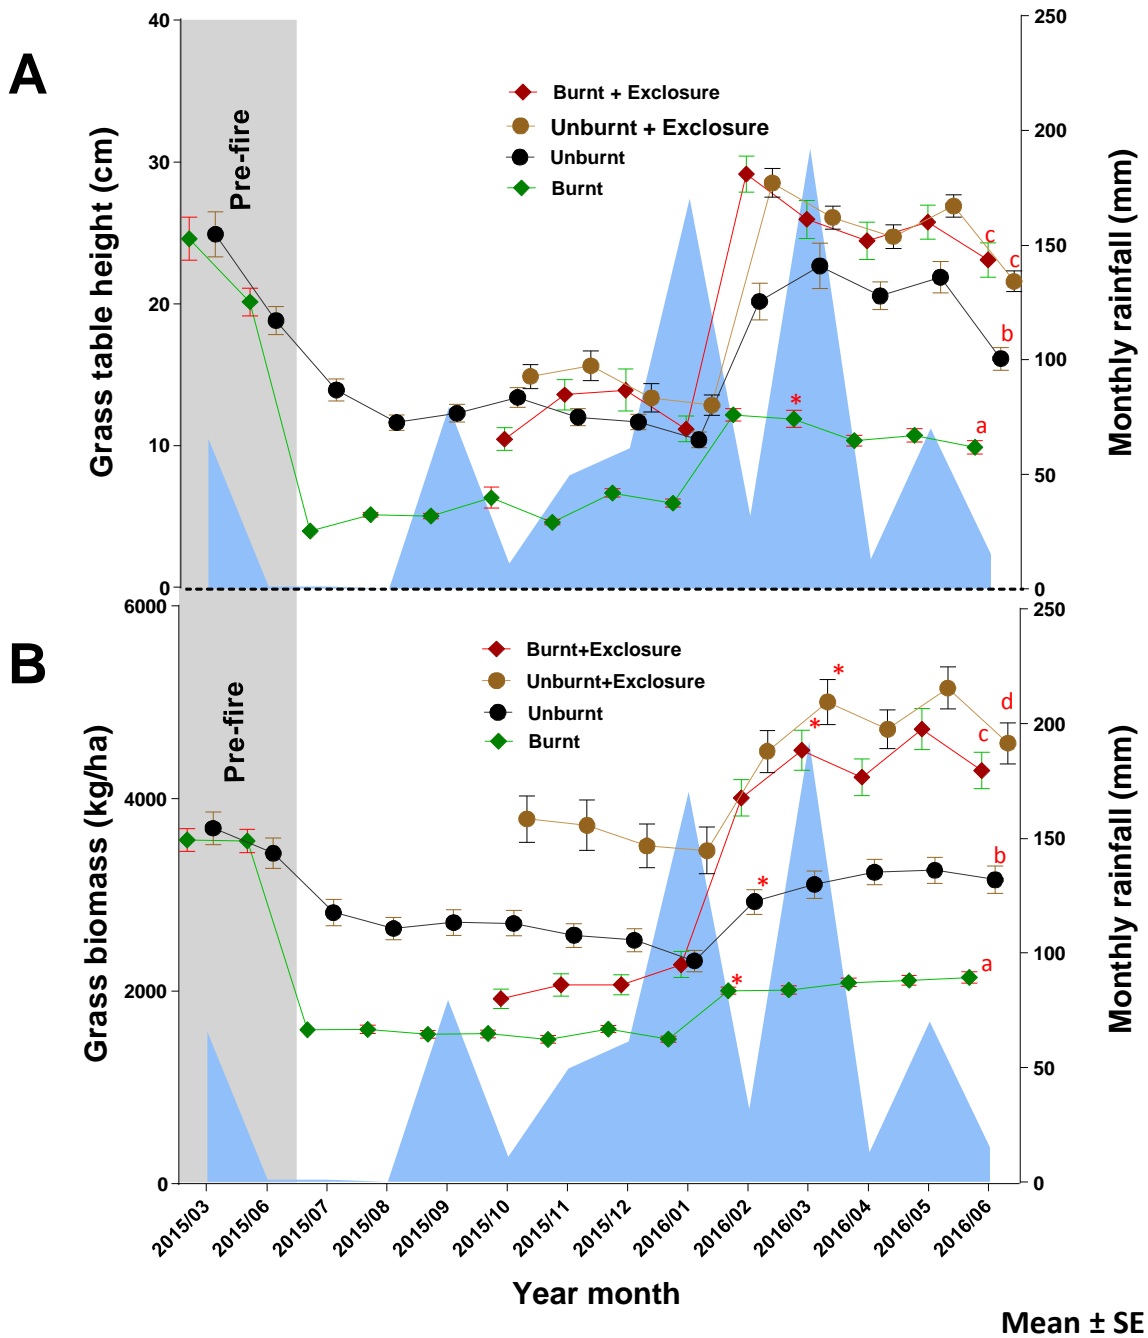 A
Grass table height (cm)
40
30
20
10
0
Pre-fire
Burnt + Exclosure
Unburnt + Exclosure
Unburnt
Burnt
*
c
c
b
a
250
200
150
100
50
0
Monthly rainfall (mm)
B
Grass biomass (kg/ha)
6000
4000
2000
0
Pre-fire
Burnt+Exclosure
Unburnt+Exclosure
Unburnt
Burnt
*
*
*
*
d
c
b
a
250
200
150
100
50
0
Monthly rainfall (mm)
2015/03
2015/06
2015/07
2015/08
2015/09
2015/10
2015/11
2015/12
2016/01
2016/02
2016/03
2016/04
2016/05
2016/06
Year month
Mean ± SE